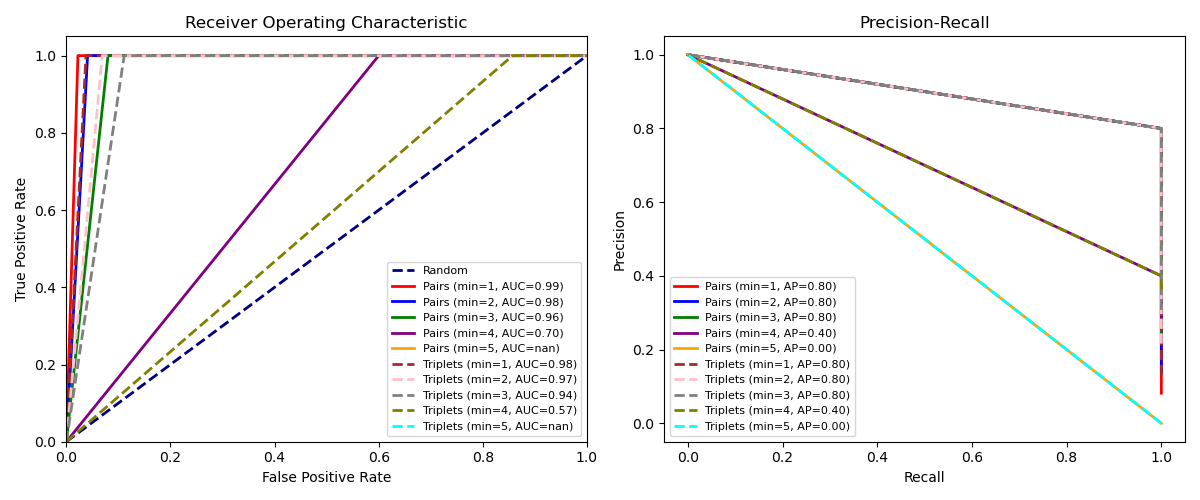 Receiver Operating Characteristic
True Positive Rate
1.0
0.8
0.6
0.4
0.2
0.0
Random
Pairs (min=1, AUC=0.99)
Pairs (min=2, AUC=0.98)
Pairs (min=3, AUC=0.96)
Pairs (min=4, AUC=0.70)
Pairs (min=5, AUC=nan)
Triplets (min=1, AUC=0.98)
Triplets (min=2, AUC=0.97)
Triplets (min=3, AUC=0.94)
Triplets (min=4, AUC=0.57)
Triplets (min=5, AUC=nan)
0.0 0.2 0.4 0.6 0.8 1.0
False Positive Rate
Precision-Recall
Precision
1.0
0.8
0.6
0.4
0.2
0.0
Pairs (min=1, AP=0.80)
Pairs (min=2, AP=0.80)
Pairs (min=3, AP=0.80)
Pairs (min=4, AP=0.40)
Pairs (min=5, AP=0.00)
Triplets (min=1, AP=0.80)
Triplets (min=2, AP=0.80)
Triplets (min=3, AP=0.80)
Triplets (min=4, AP=0.40)
Triplets (min=5, AP=0.00)
0.0 0.2 0.4 0.6 0.8 1.0
Recall